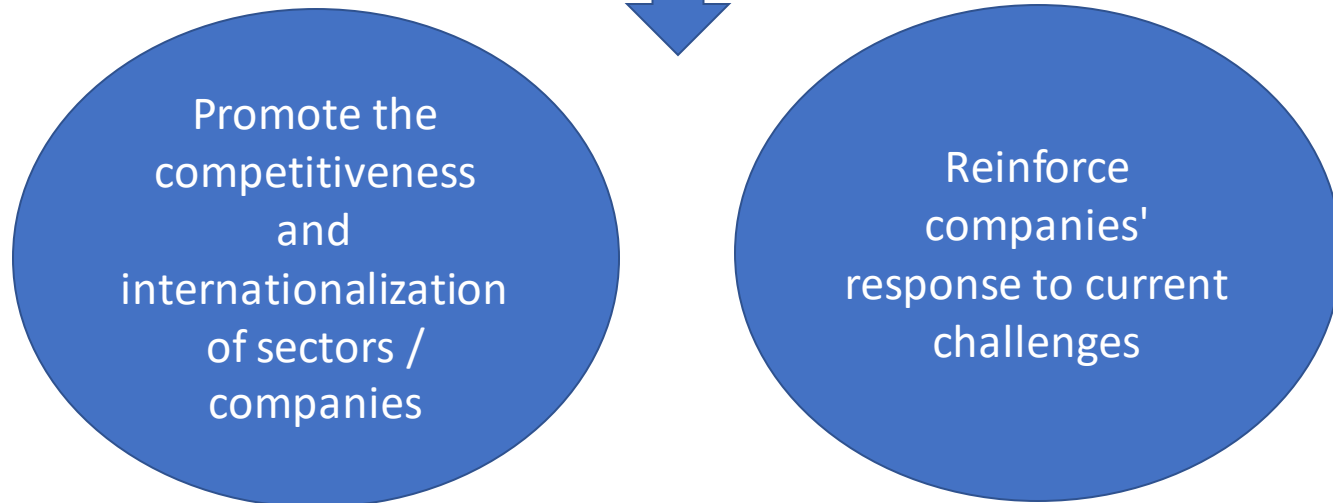 Promote the
competitiveness
and
internationalization
of sectors /
companies
Reinforce
companies'
response to current
challenges